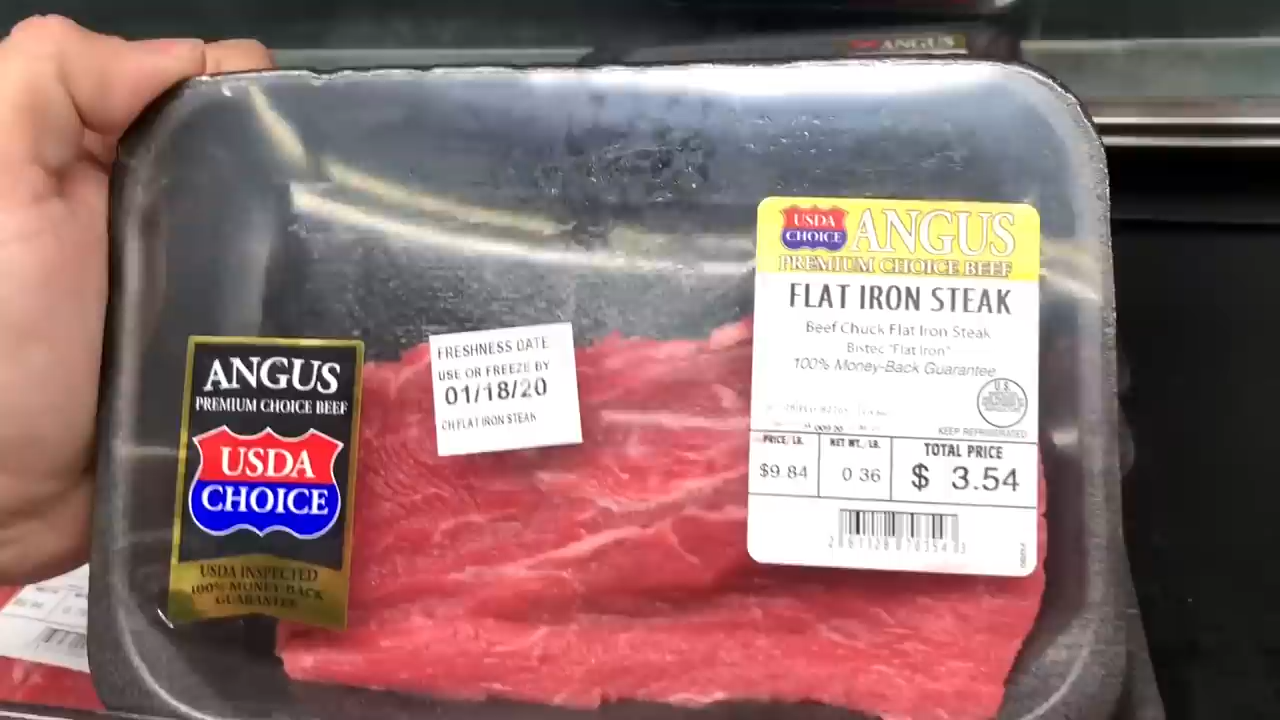 ANGUS
ANGUS
PREMIUM CHOICE BEEF
USDA
CHOICE
USDA INSPECTED
100% MONEY BACK
GUARANTEE
FRESHNESS DATE
USE OR FREEZE BY
01/18/20
CH FLAT IRON STEAK
USDA
CHOICE
ANGUS
PREMIUM CHOICE BEEF
FLAT IRON STEAK
Beef Chuck Flat Iron Steak
Bistec "Flat Iron"
100% Money-Back Guarantee
U.S.
KEEP REFRIGERATED
PRICE/LB. NET WT./LB. TOTAL PRICE
$9.84 0.36 $ 3.54